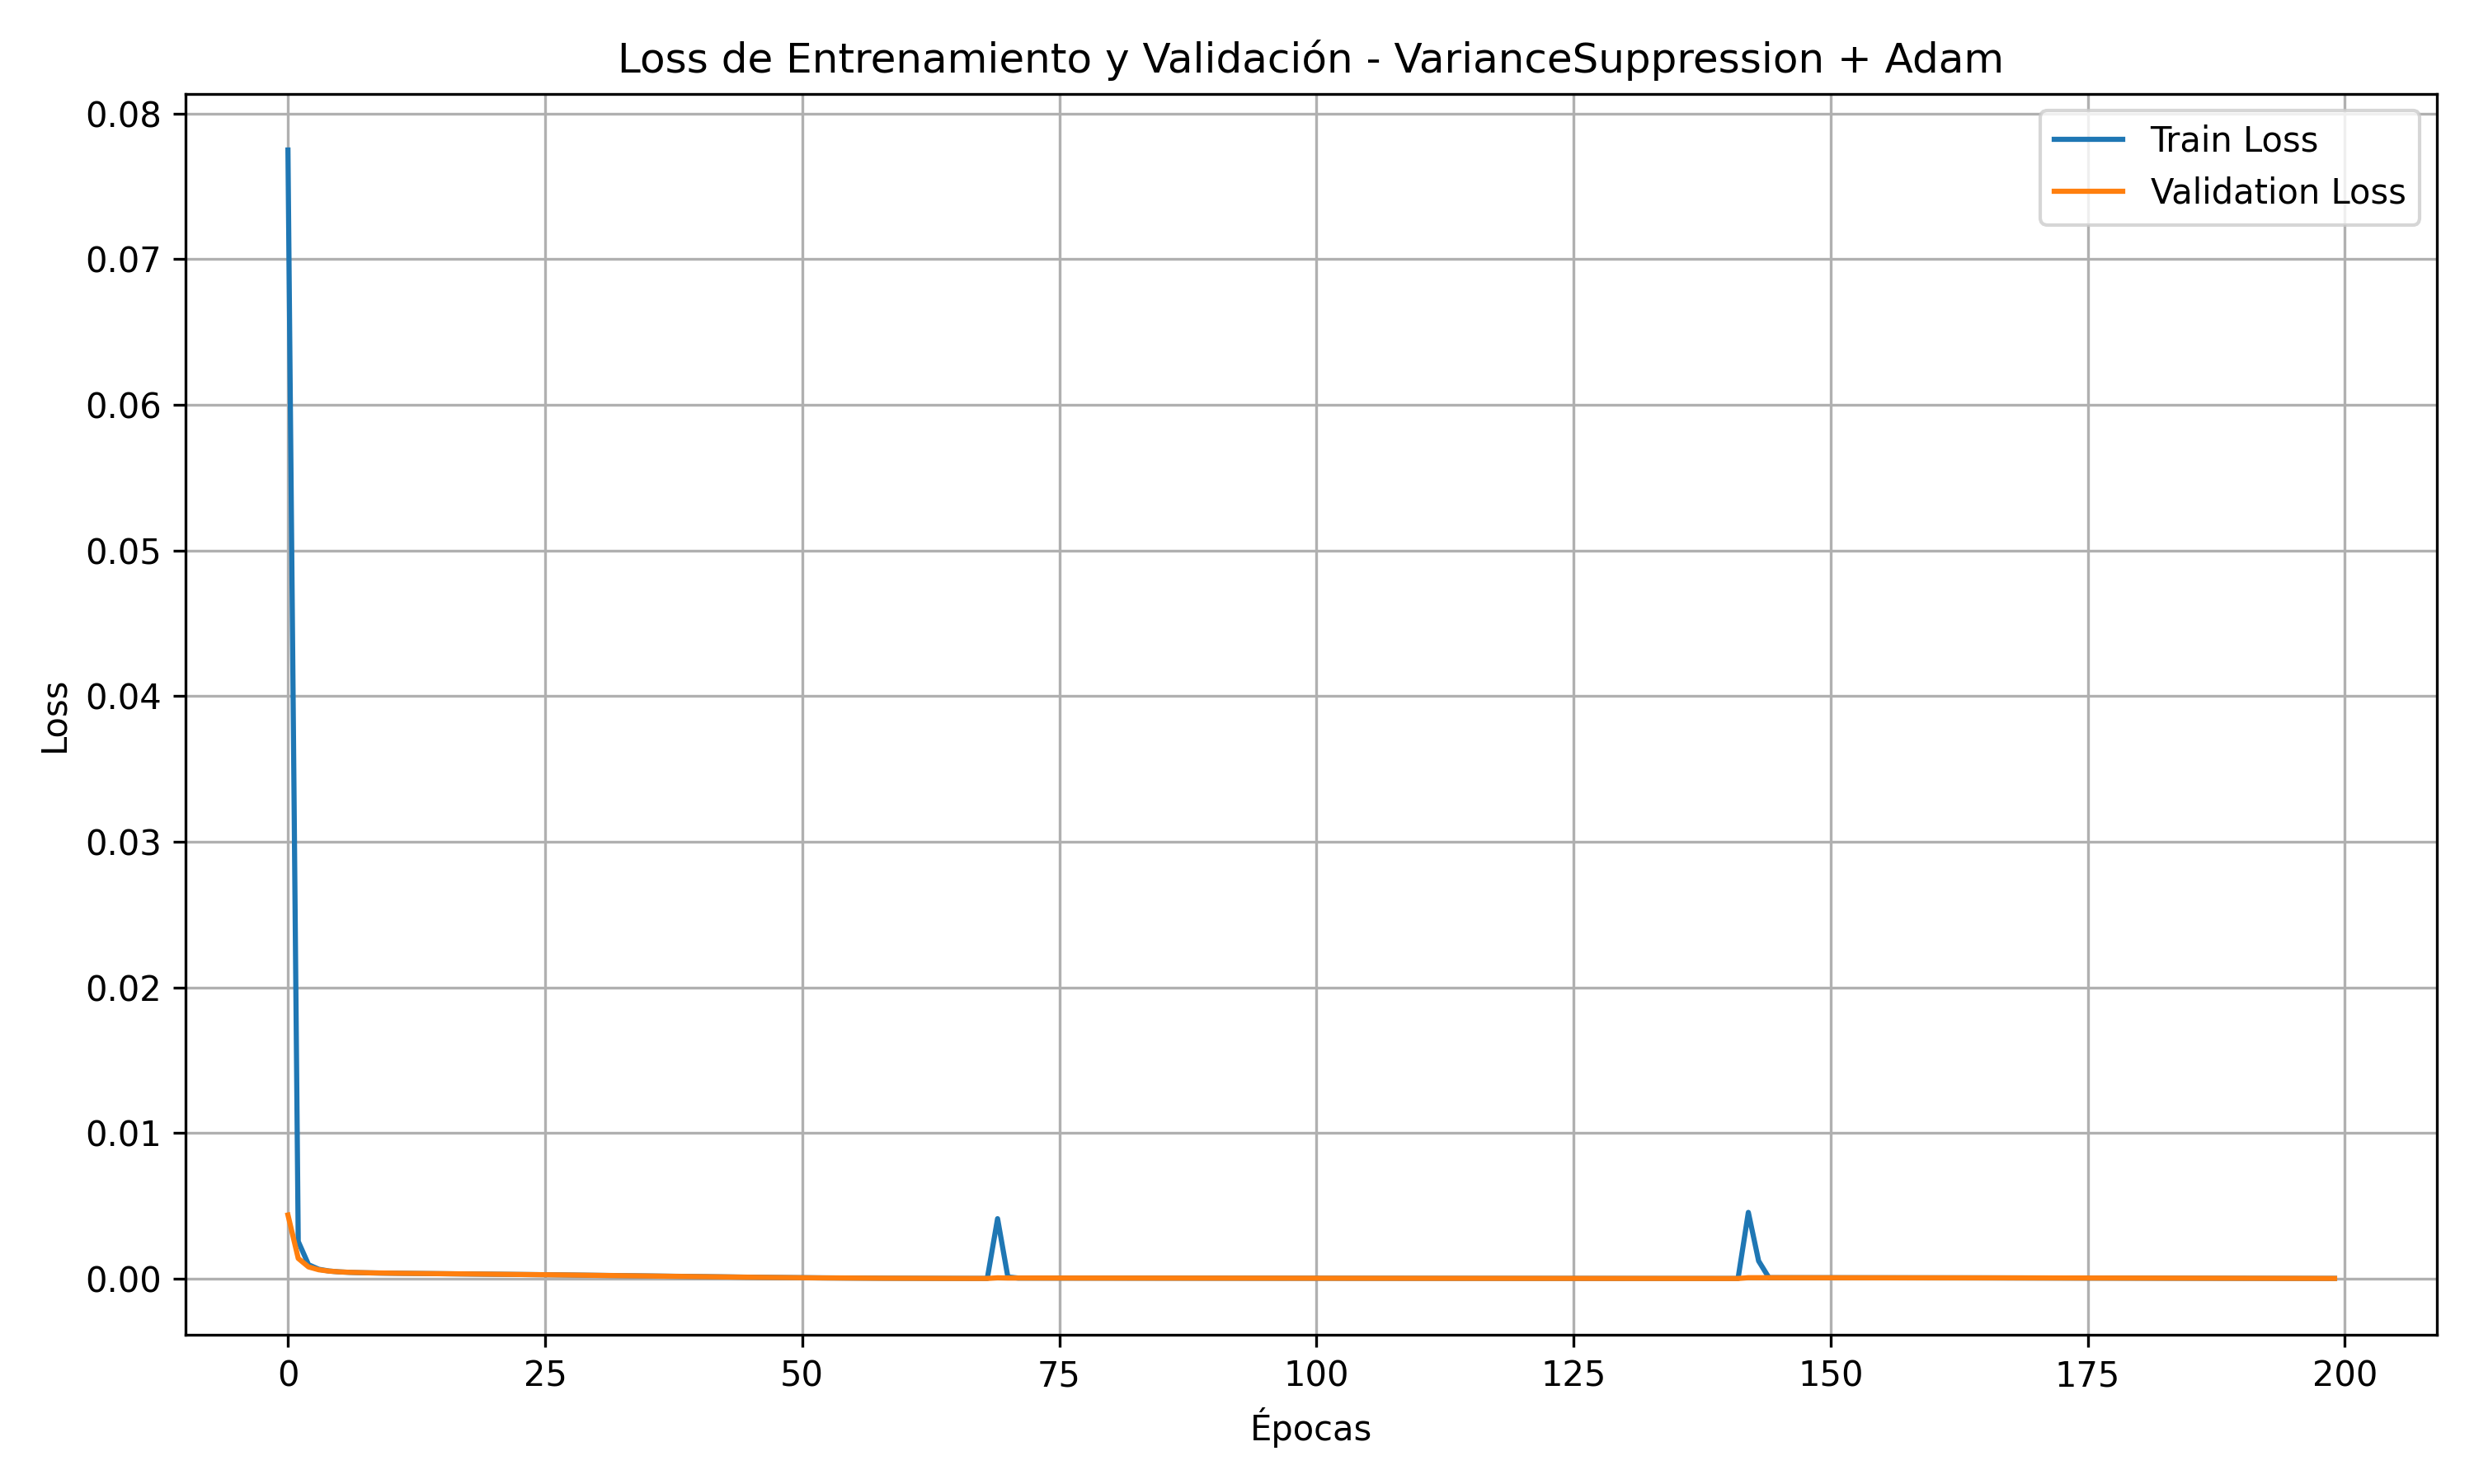 Loss de Entrenamiento y Validación - VarianceSuppression + Adam
Train Loss
Validation Loss
0.08
0.07
0.06
0.05
0.04
0.03
0.02
0.01
0.00
Loss
0 25 50 75 100 125 150 175 200
Épocas